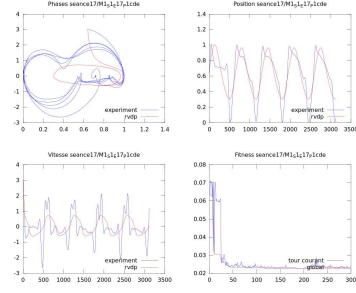 Phases seance17/M1S1S17P1cde
4
3
2
1
0
-1
-2
-3
0 0.2 0.4 0.6 0.8 1 1.2 1.4
experiment
rvdp
Position seance17/M1S1S17P1cde
1.4
1.2
1
0.8
0.6
0.4
0.2
0
0 500 1000 1500 2000 2500 3000 3500
experiment
rvdp
Vitesse seance17/M1S1S17P1cde
4
3
2
1
0
-1
-2
-3
0 500 1000 1500 2000 2500 3000 3500
experiment
rvdp
Fitness seance17/M1S1S17P1cde
0.08
0.07
0.06
0.05
0.04
0.03
0.02
0 50 100 150 200 250 300
tour courant
global